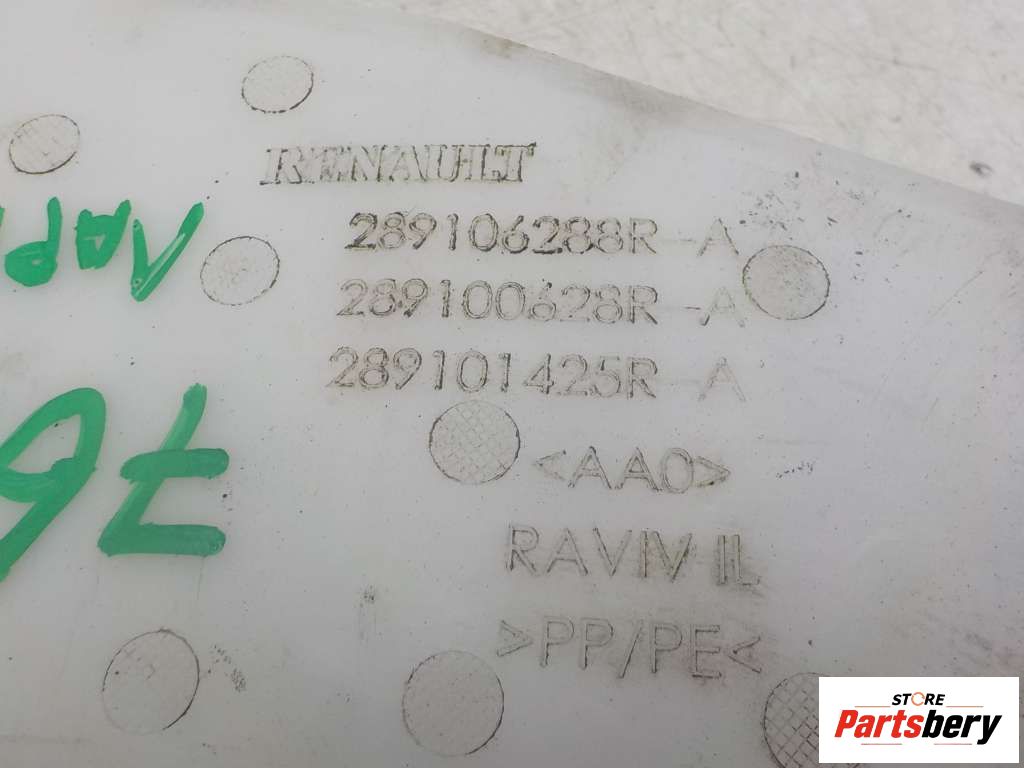 RENAULT
289106288R-A
289100628R-A
289101425R-A
<AA0>
RAVIV IL
>PP/PE<
STORE
Partsbery